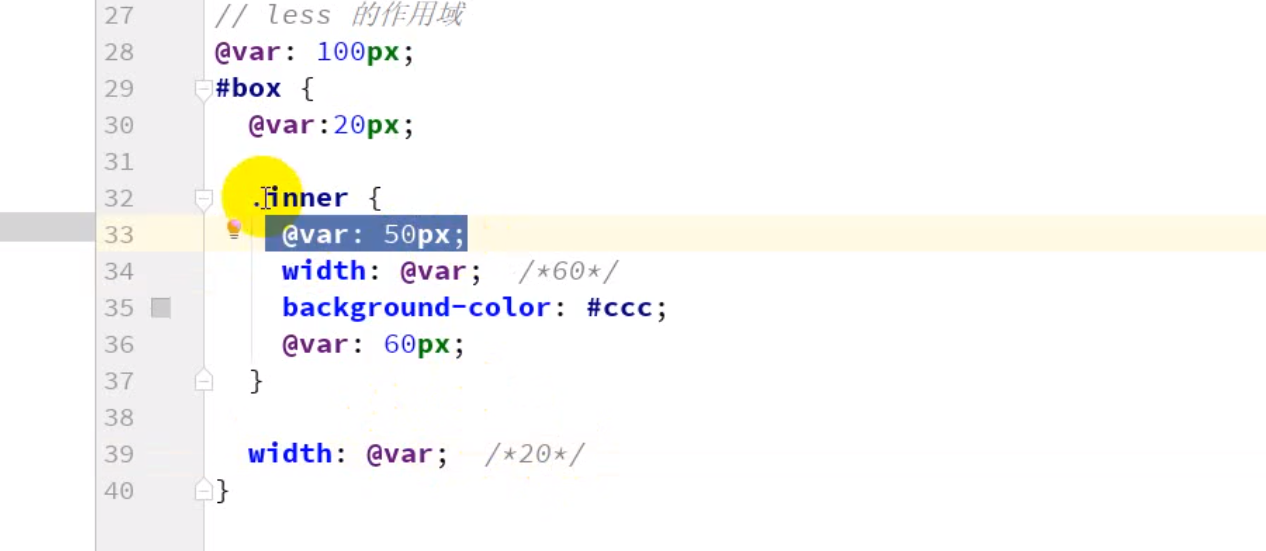 27 // less 的作用域
28 @var: 100px;
29 #box {
30 @var:20px;
31
32 .inner {
33 @var: 50px;
34 width: @var; /*60*/
35 background-color: #ccc;
36 @var: 60px;
37 }
38
39 width: @var; /*20*/
40 }